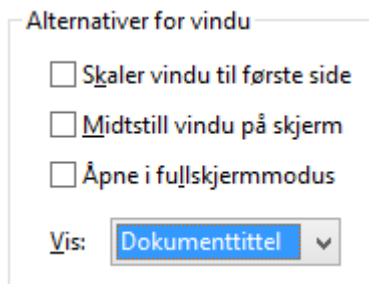 Alternativer for vindu
Skaler vindu til første side
Midtstill vindu på skjerm
Åpne i fullskjermmodus
Vis: Dokumenttittel